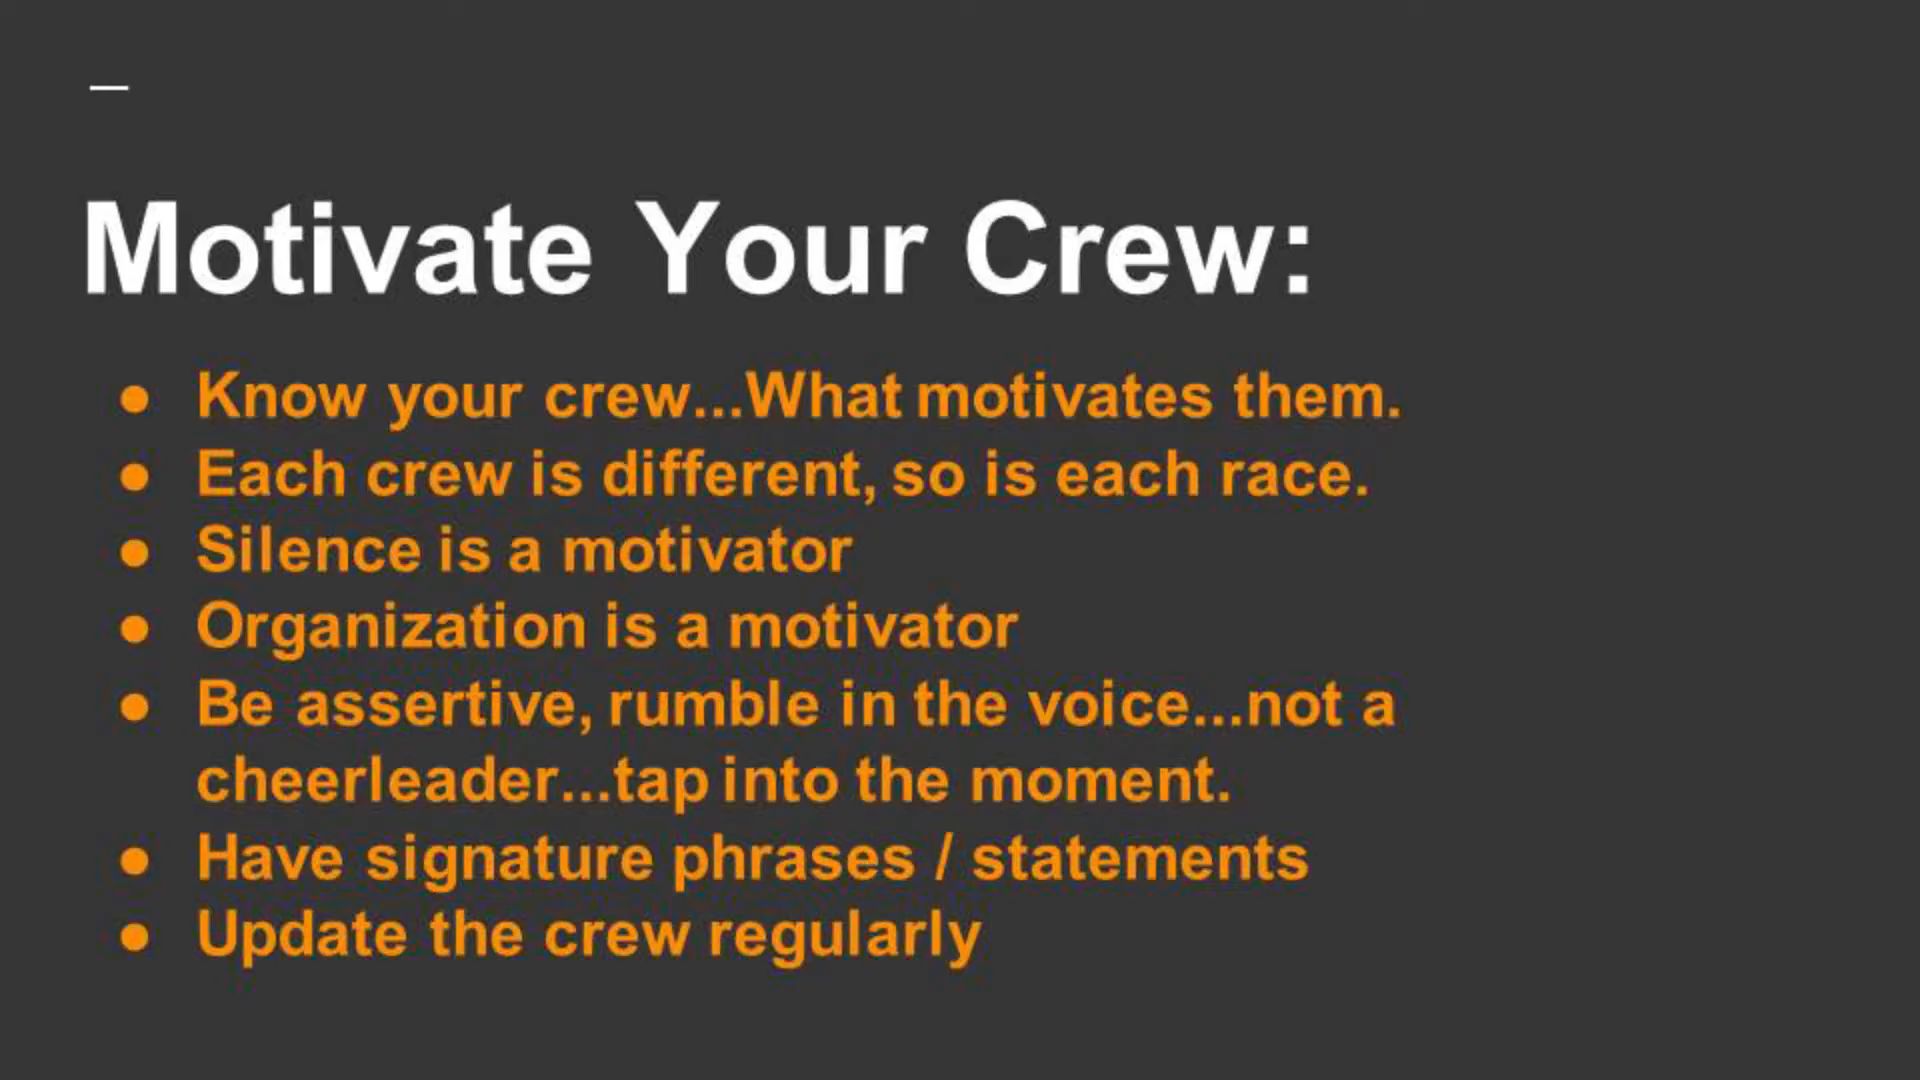 Motivate Your Crew:
● Know your crew...What motivates them.
● Each crew is different, so is each race.
● Silence is a motivator
● Organization is a motivator
● Be assertive, rumble in the voice...not a
cheerleader...tap into the moment.
● Have signature phrases / statements
● Update the crew regularly